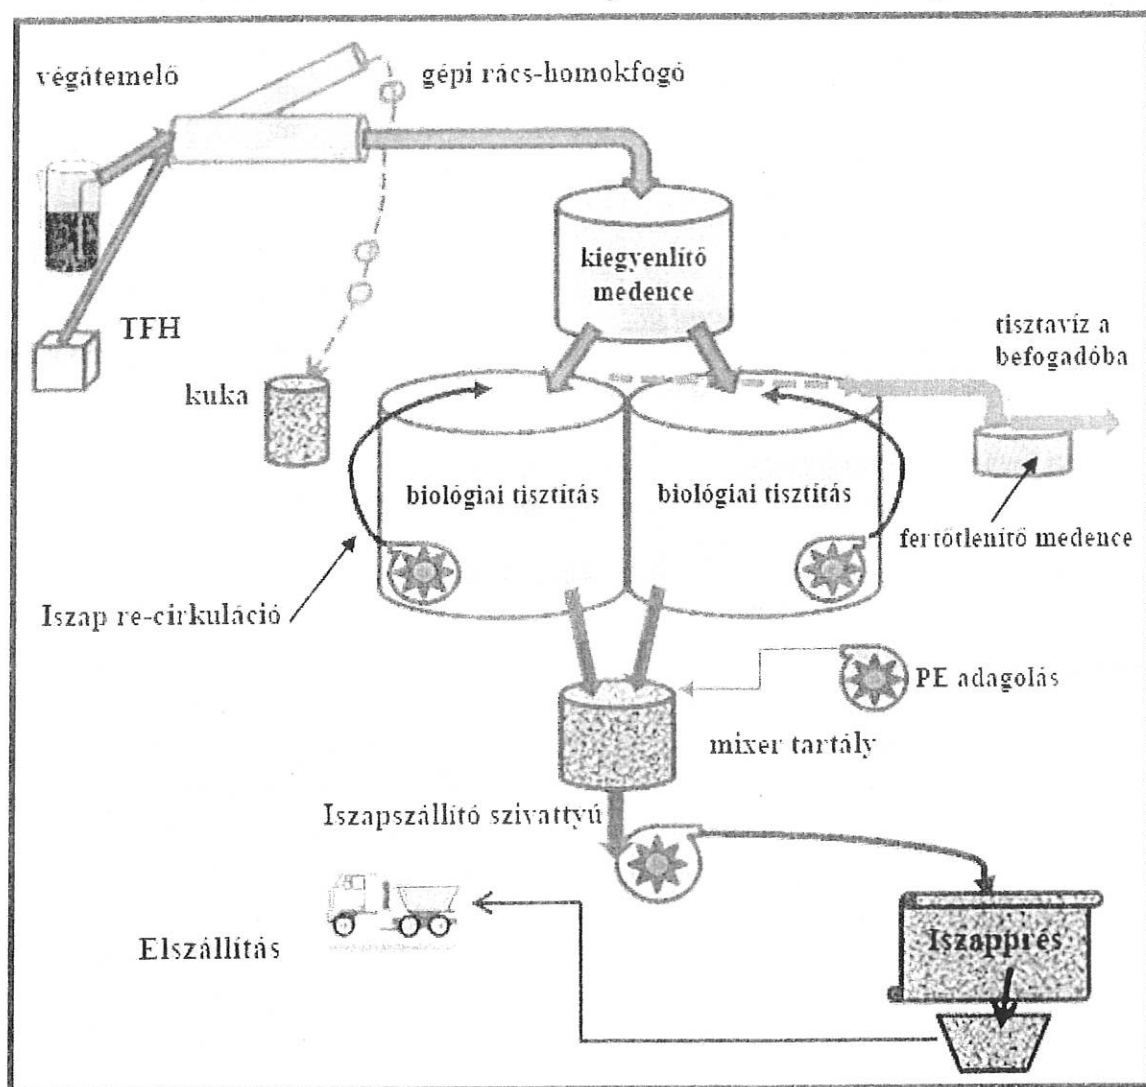 végátemelő
gépi rács-homokfogó
kiegyenlítő
medence
TFH
tisztavíz a
befogadóba
kuka
biológiai tisztítás
biológiai tisztítás
fertőtlenítő medence
Iszap re-cirkuláció
PE adagolás
mixer tartály
Iszapszállító szivattyú
Elszállítás
Iszapprés